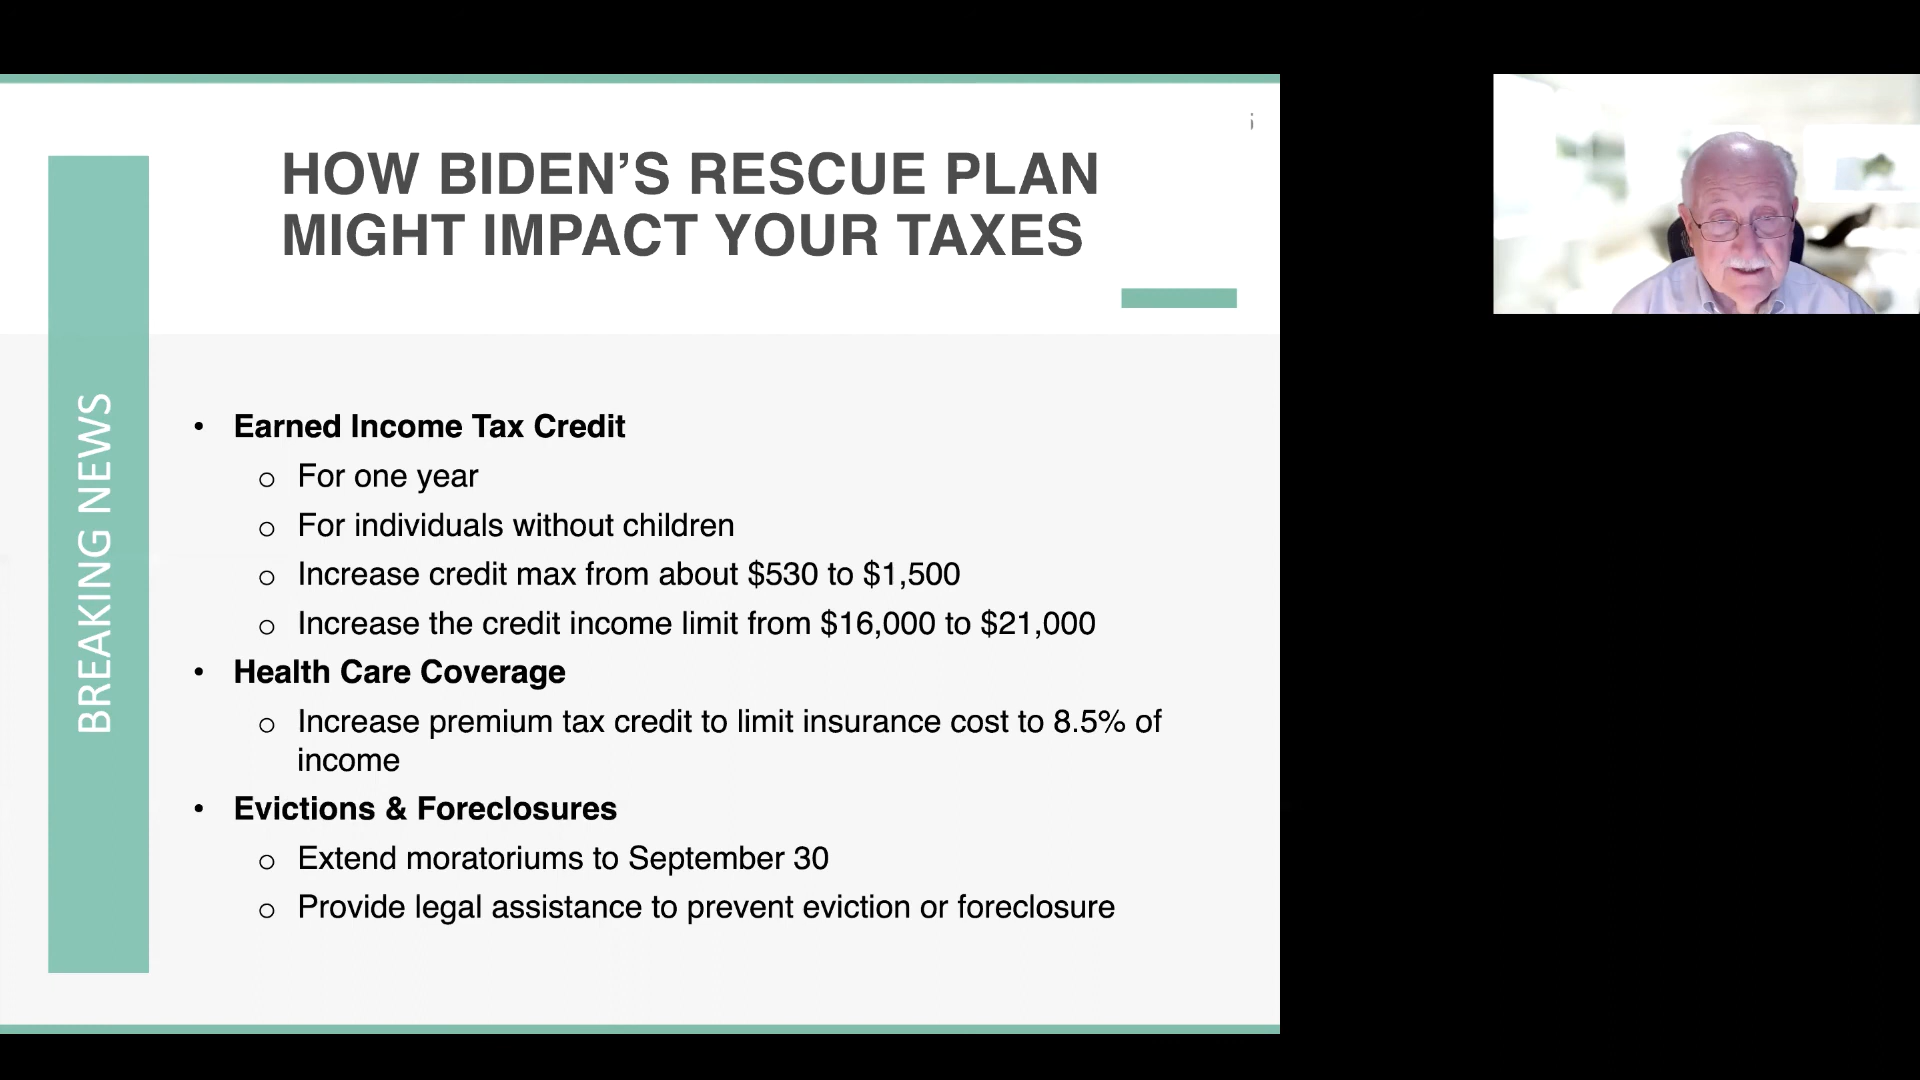 HOW BIDEN’S RESCUE PLAN
MIGHT IMPACT YOUR TAXES
BREAKING NEWS
• Earned Income Tax Credit
o For one year
o For individuals without children
o Increase credit max from about $530 to $1,500
o Increase the credit income limit from $16,000 to $21,000
• Health Care Coverage
o Increase premium tax credit to limit insurance cost to 8.5% of
income
• Evictions & Foreclosures
o Extend moratoriums to September 30
o Provide legal assistance to prevent eviction or foreclosure